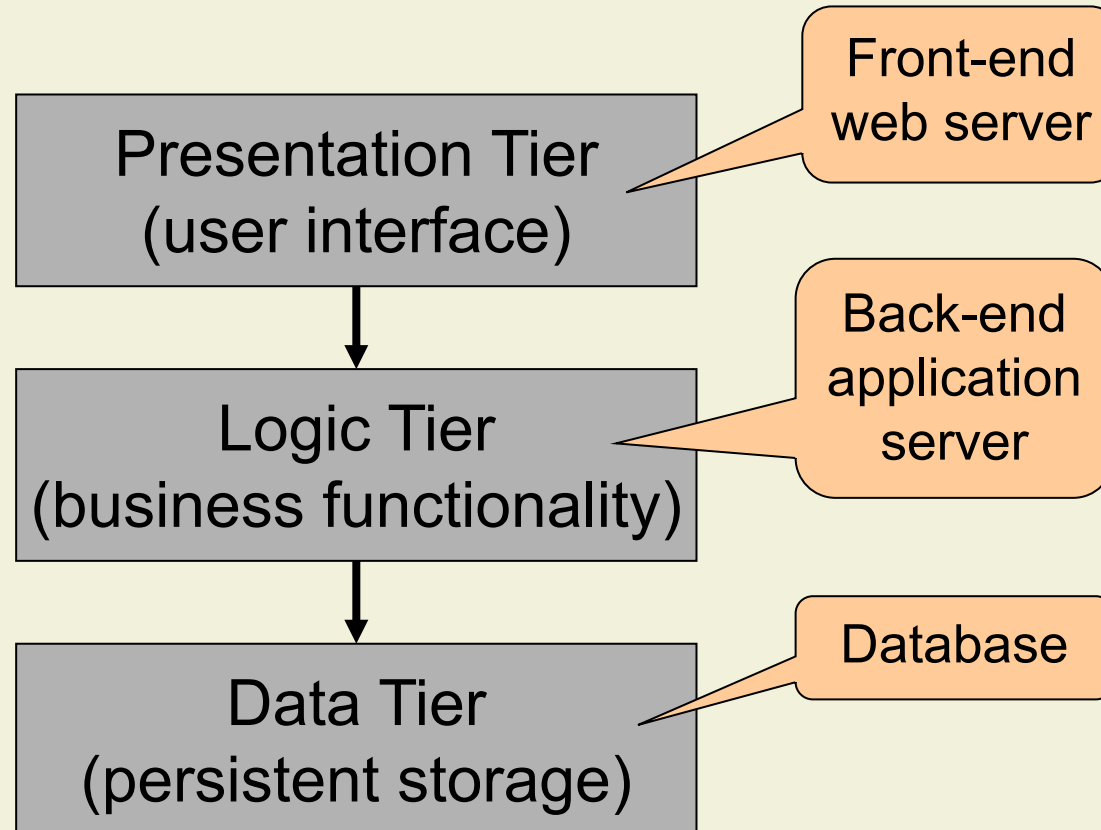 Front-end
web server
Presentation Tier
(user interface)
Back-end
application
server
Logic Tier
(business functionality)
Database
Data Tier
(persistent storage)